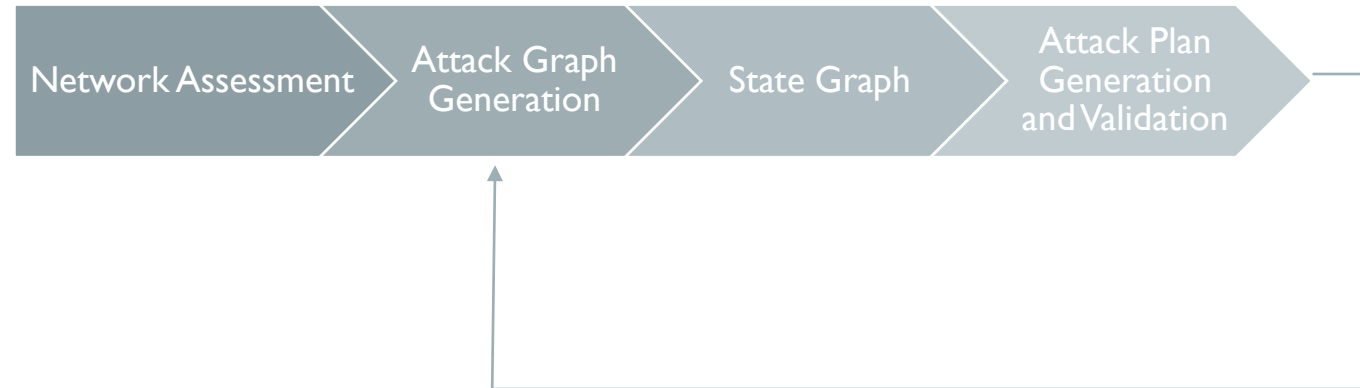 Network Assessment
Attack Graph
Generation
State Graph
Attack Plan
Generation
and Validation